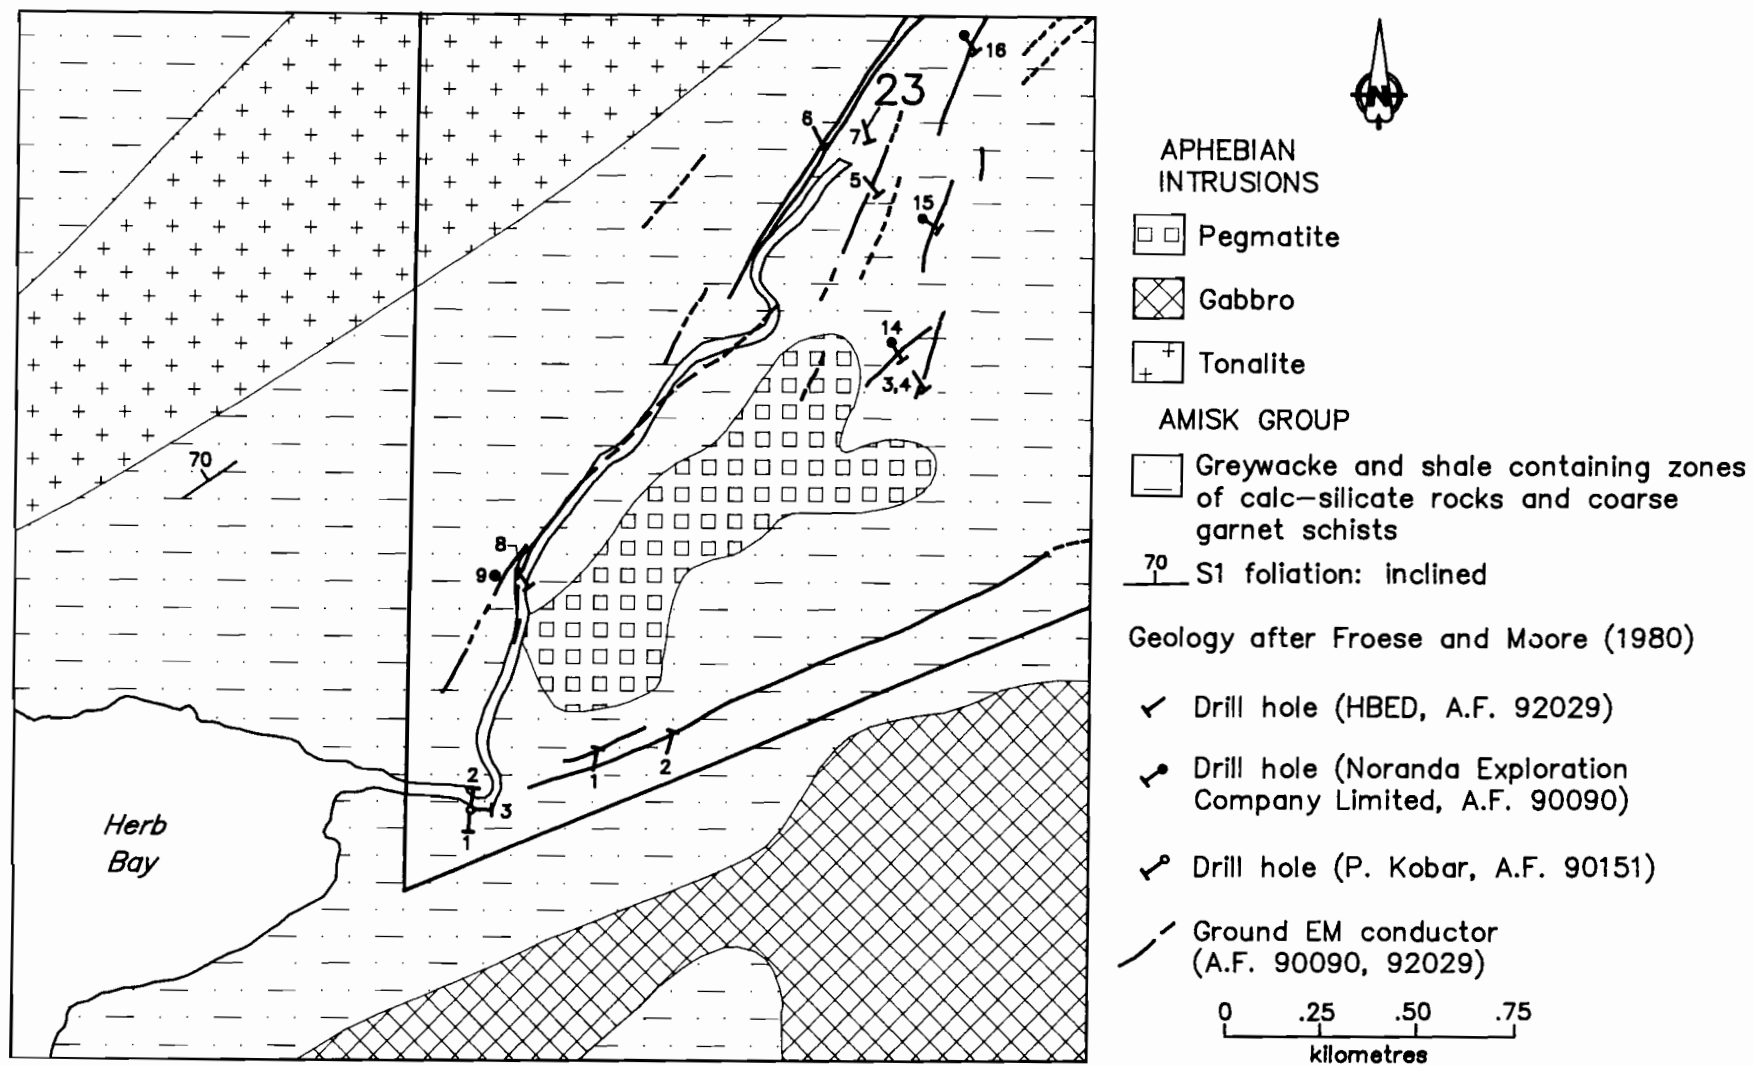 16
23
6
7
5
15
14
3,4
70
8
9
2
3
1
1
2
Herb
Bay
N
APHEBIAN
INTRUSIONS
Pegmatite
Gabbro
Tonalite
AMISK GROUP
Greywacke and shale containing zones
of calc-silicate rocks and coarse
garnet schists
70
S1 foliation: inclined
Geology after Froese and Moore (1980)
Drill hole (HBED, A.F. 92029)
Drill hole (Noranda Exploration
Company Limited, A.F. 90090)
Drill hole (P. Kobar, A.F. 90151)
Ground EM conductor
(A.F. 90090, 92029)
0 .25 .50 .75
kilometres